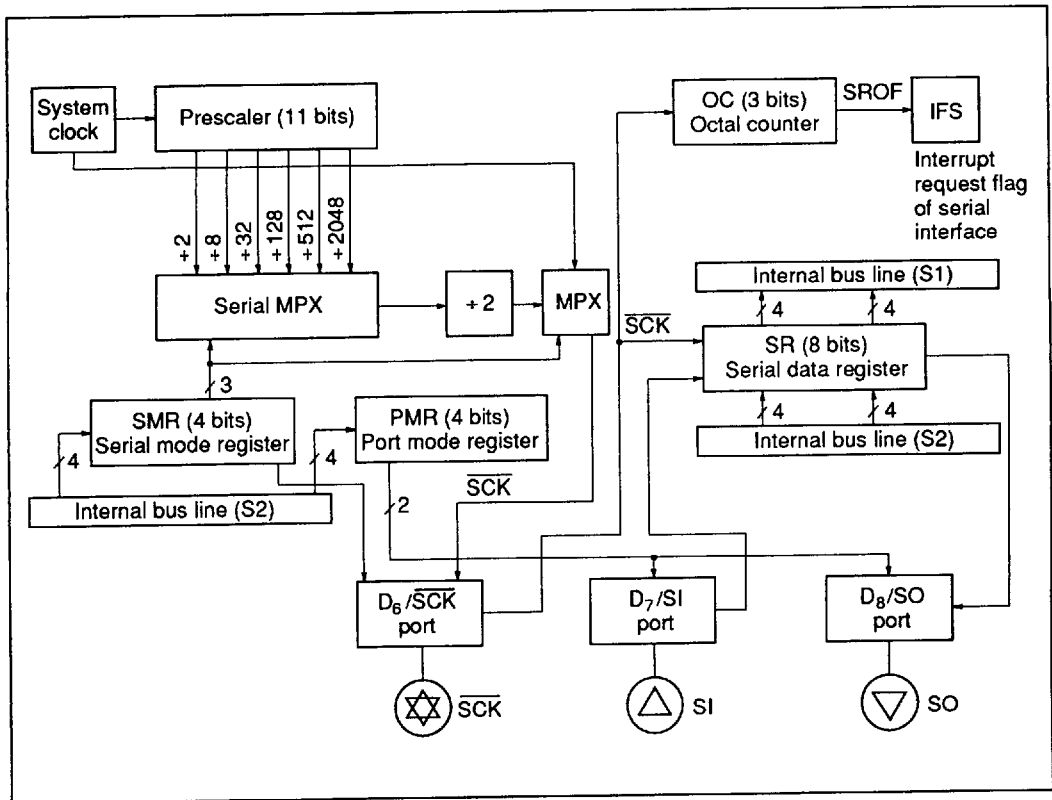 System
clock
Prescaler (11 bits)
OC (3 bits)
Octal counter
SROF
IFS
Interrupt
request flag
of serial
interface
÷2
÷8
÷32
÷128
÷512
÷2048
Serial MPX
÷2
MPX
Internal bus line (S1)
4
4
S̅C̅K̅
SR (8 bits)
Serial data register
3
4
4
Internal bus line (S2)
SMR (4 bits)
Serial mode register
PMR (4 bits)
Port mode register
4
4
S̅C̅K̅
2
Internal bus line (S2)
D₆/S̅C̅K̅
port
D₇/SI
port
D₈/SO
port
S̅C̅K̅
SI
SO